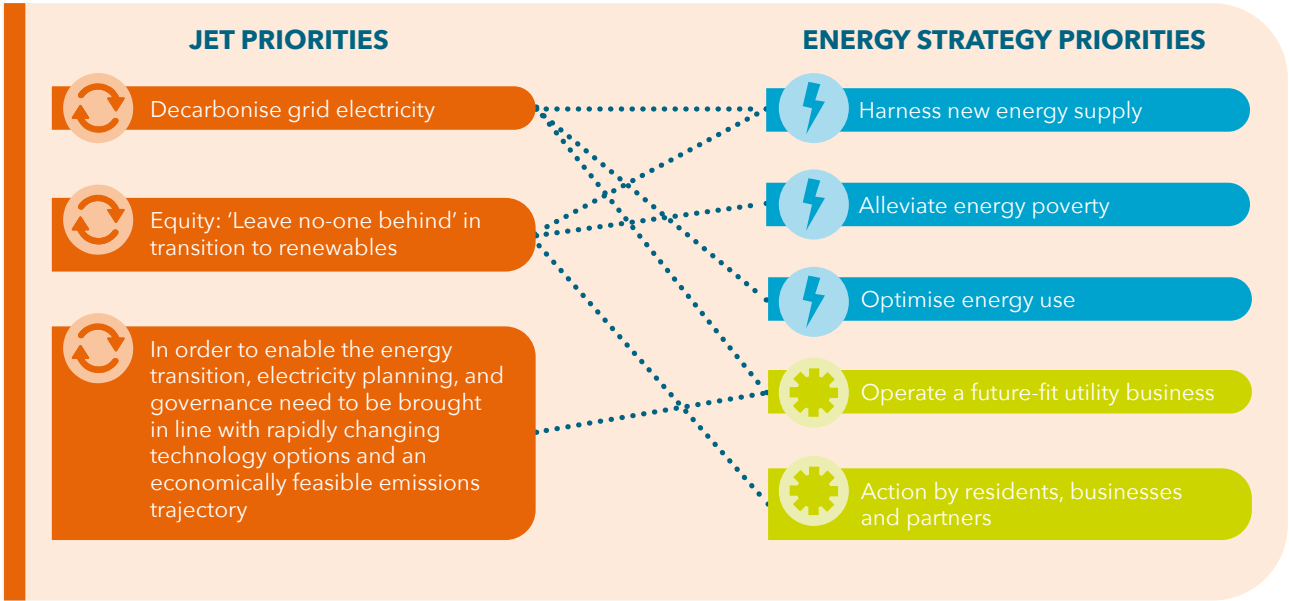 JET PRIORITIES
Decarbonise grid electricity
Equity: ‘Leave no-one behind’ in
transition to renewables
In order to enable the energy
transition, electricity planning, and
governance need to be brought
in line with rapidly changing
technology options and an
economically feasible emissions
trajectory
ENERGY STRATEGY PRIORITIES
Harness new energy supply
Alleviate energy poverty
Optimise energy use
Operate a future-fit utility business
Action by residents, businesses
and partners